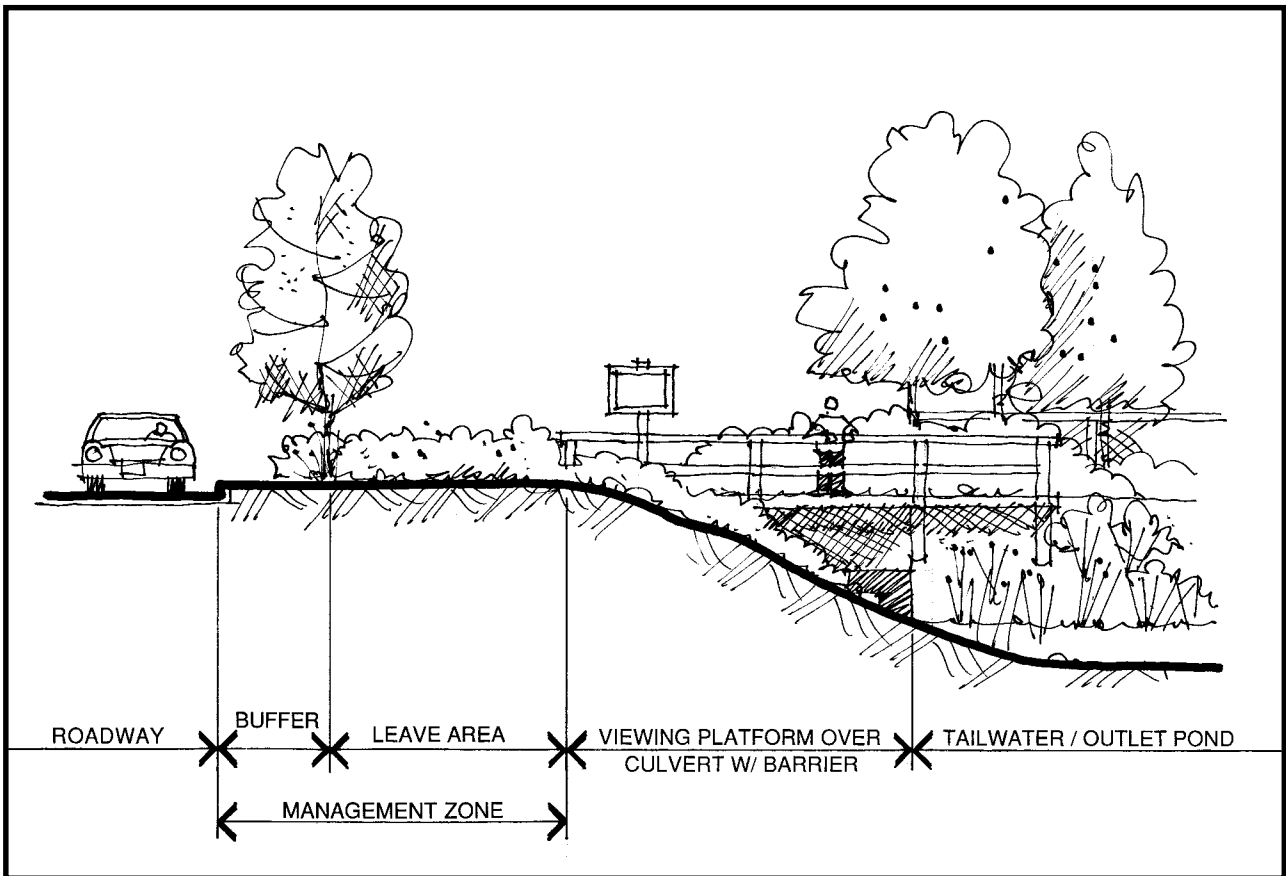 ROADWAY
BUFFER
LEAVE AREA
VIEWING PLATFORM OVER
CULVERT W/ BARRIER
TAILWATER / OUTLET POND
MANAGEMENT ZONE